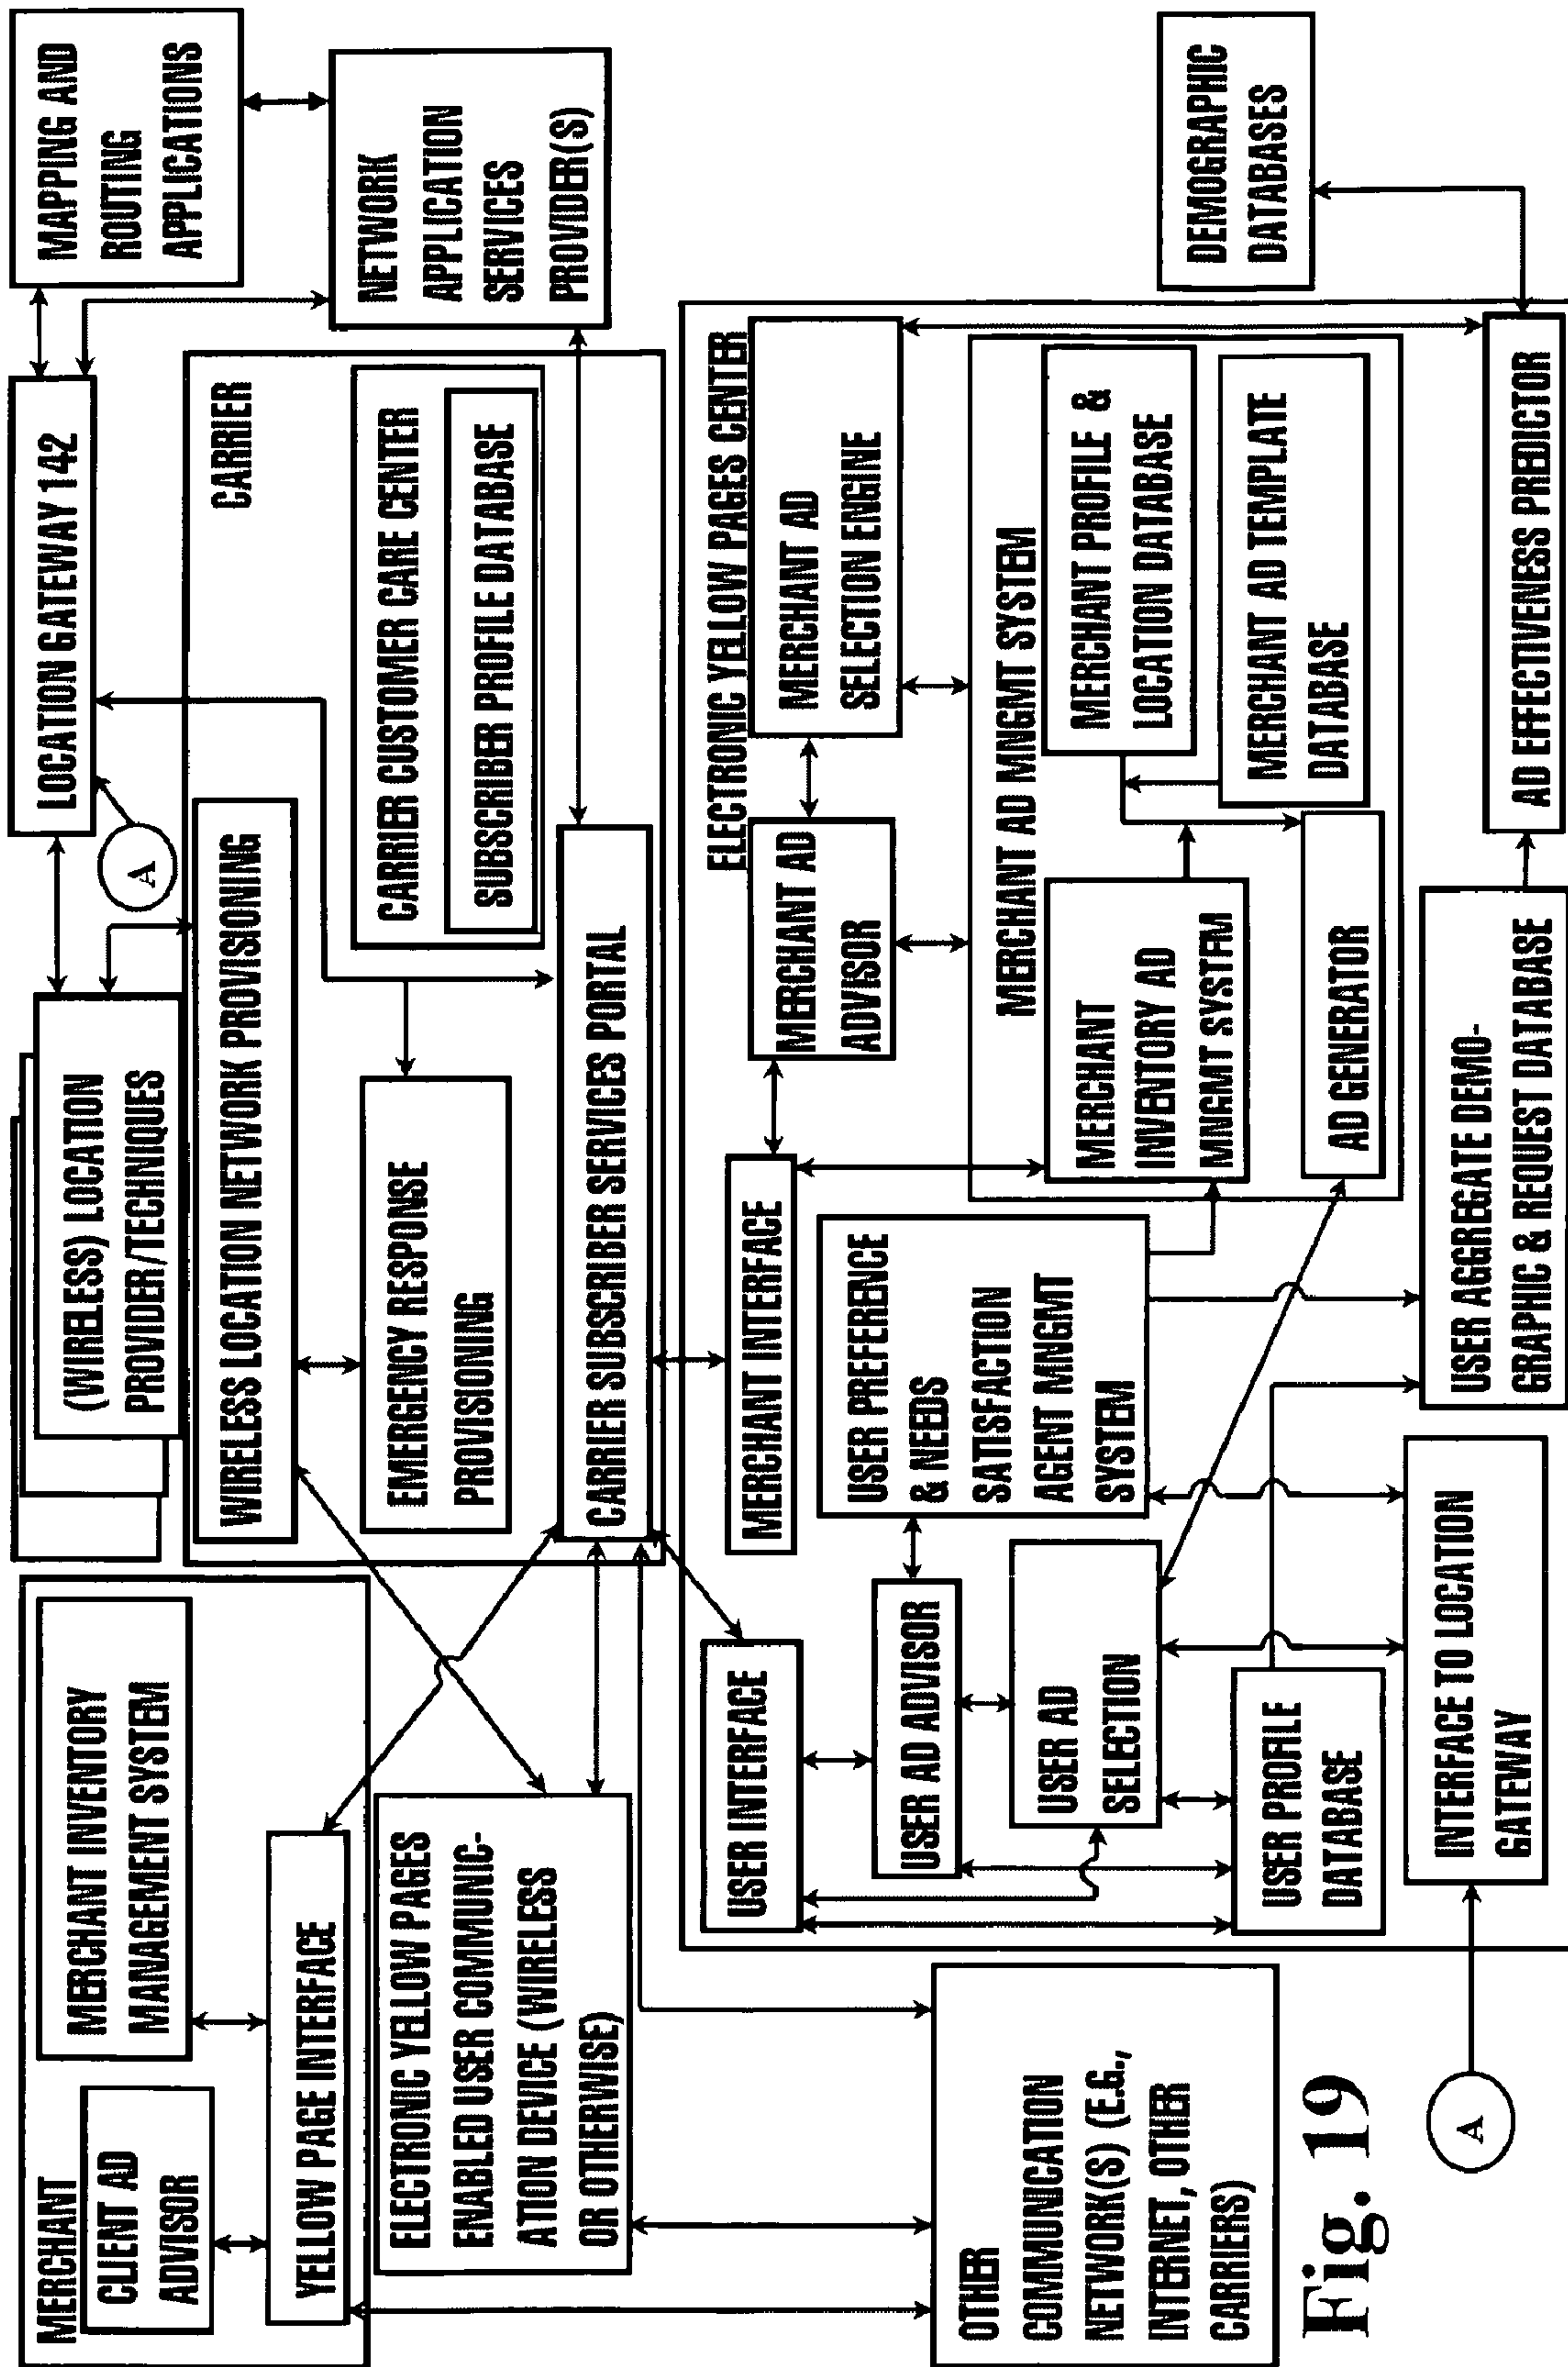 MERCHANT
CLIENT AD
ADVISOR
MERCHANT INVENTORY
MANAGEMENT SYSTEM
YELLOW PAGE INTERFACE
ELECTRONIC YELLOW PAGES
ENABLED USER COMMUNIC-
ATION DEVICE (WIRELESS
OR OTHERWISE)
OTHER
COMMUNICATION
NETWORK(S) (E.G.,
INTERNET, OTHER
CARRIERS)
(WIRELESS) LOCATION
PROVIDER/TECHNIQUES
LOCATION GATEWAY 142
A
MAPPING AND
ROUTING
APPLICATIONS
NETWORK
APPLICATION
SERVICES
PROVIDER(S)
CARRIER
WIRELESS LOCATION NETWORK PROVISIONING
EMERGENCY RESPONSE
PROVISIONING
CARRIER CUSTOMER CARE CENTER
SUBSCRIBER PROFILE DATABASE
CARRIER SUBSCRIBER SERVICES PORTAL
ELECTRONIC YELLOW PAGES CENTER
USER INTERFACE
MERCHANT INTERFACE
MERCHANT AD
ADVISOR
MERCHANT AD
SELECTION ENGINE
USER AD ADVISOR
USER PREFERENCE
& NEEDS
SATISFACTION
AGENT MNGMT
SYSTEM
USER AD
SELECTION
USER PROFILE
DATABASE
INTERFACE TO LOCATION
GATEWAY
MERCHANT AD MNGMT SYSTEM
MERCHANT
INVENTORY AD
MNGMT SYSTEM
MERCHANT PROFILE &
LOCATION DATABASE
MERCHANT AD TEMPLATE
DATABASE
AD GENERATOR
USER AGGREGATE DEMO-
GRAPHIC & REQUEST DATABASE
AD EFFECTIVENESS PREDICTOR
DEMOGRAPHIC
DATABASES
A
Fig. 19